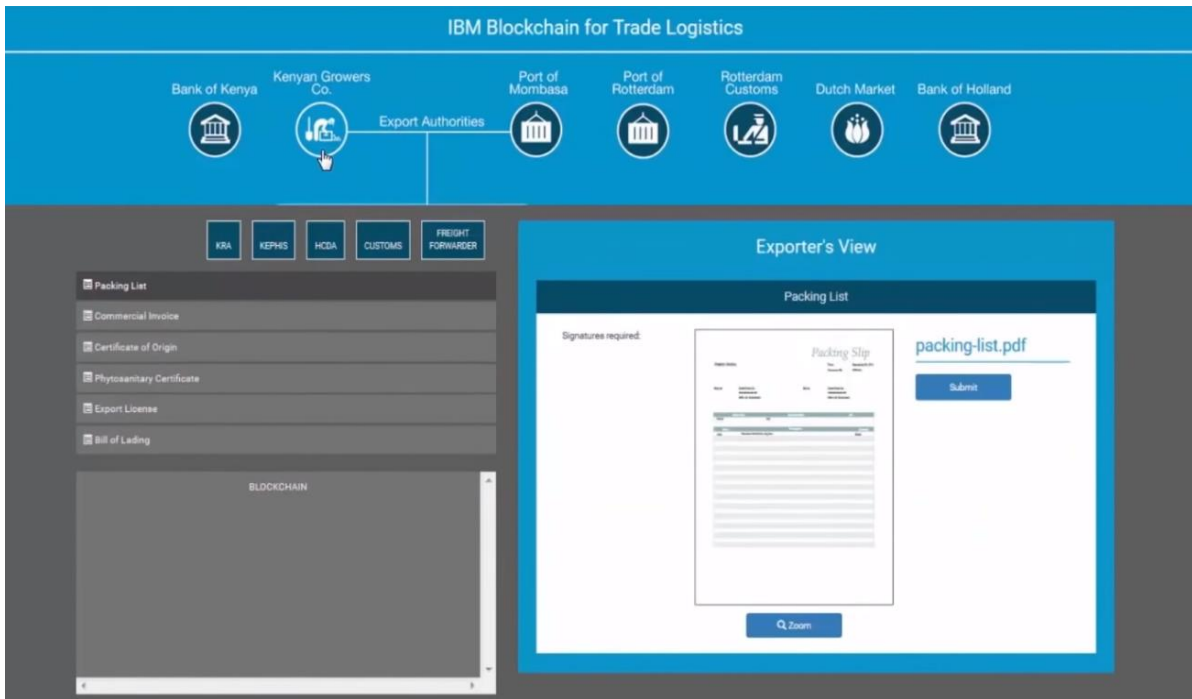 IBM Blockchain for Trade Logistics
Bank of Kenya
Kenyan Growers
Co.
Export Authorities
Port of
Mombasa
Port of
Rotterdam
Rotterdam
Customs
Dutch Market
Bank of Holland
KRA
KEPHIS
HCDA
CUSTOMS
FREIGHT
FORWARDER
Packing List
Commercial Invoice
Certificate of Origin
Phytosanitary Certificate
Export License
Bill of Lading
BLOCKCHAIN
Exporter's View
Packing List
Signatures required:
Packing Slip
packing-list.pdf
Submit
Zoom